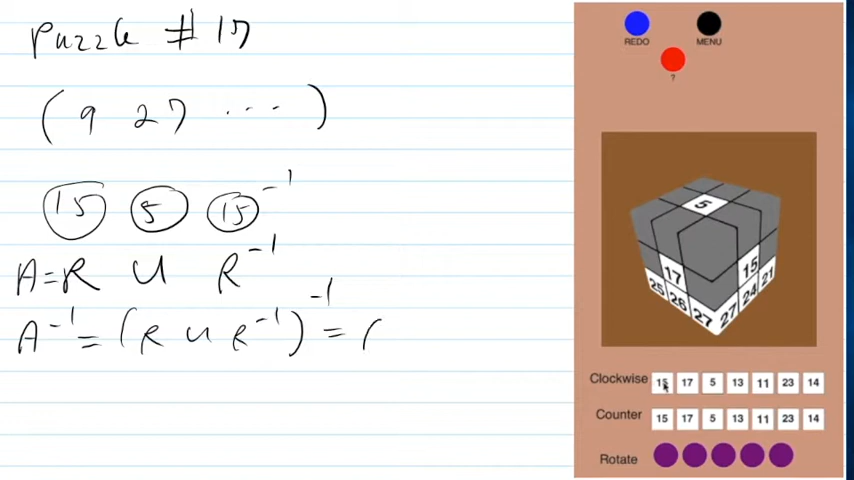 Puzzle # 17
( 9 27 ... )
15 5 15⁻¹
A = R U R⁻¹
A⁻¹ = (R U R⁻¹)⁻¹ = (
REDO MENU
?
5
17 15
25 26 27 27 24 21
Clockwise 15 17 5 13 11 23 14
Counter 15 17 5 13 11 23 14
Rotate